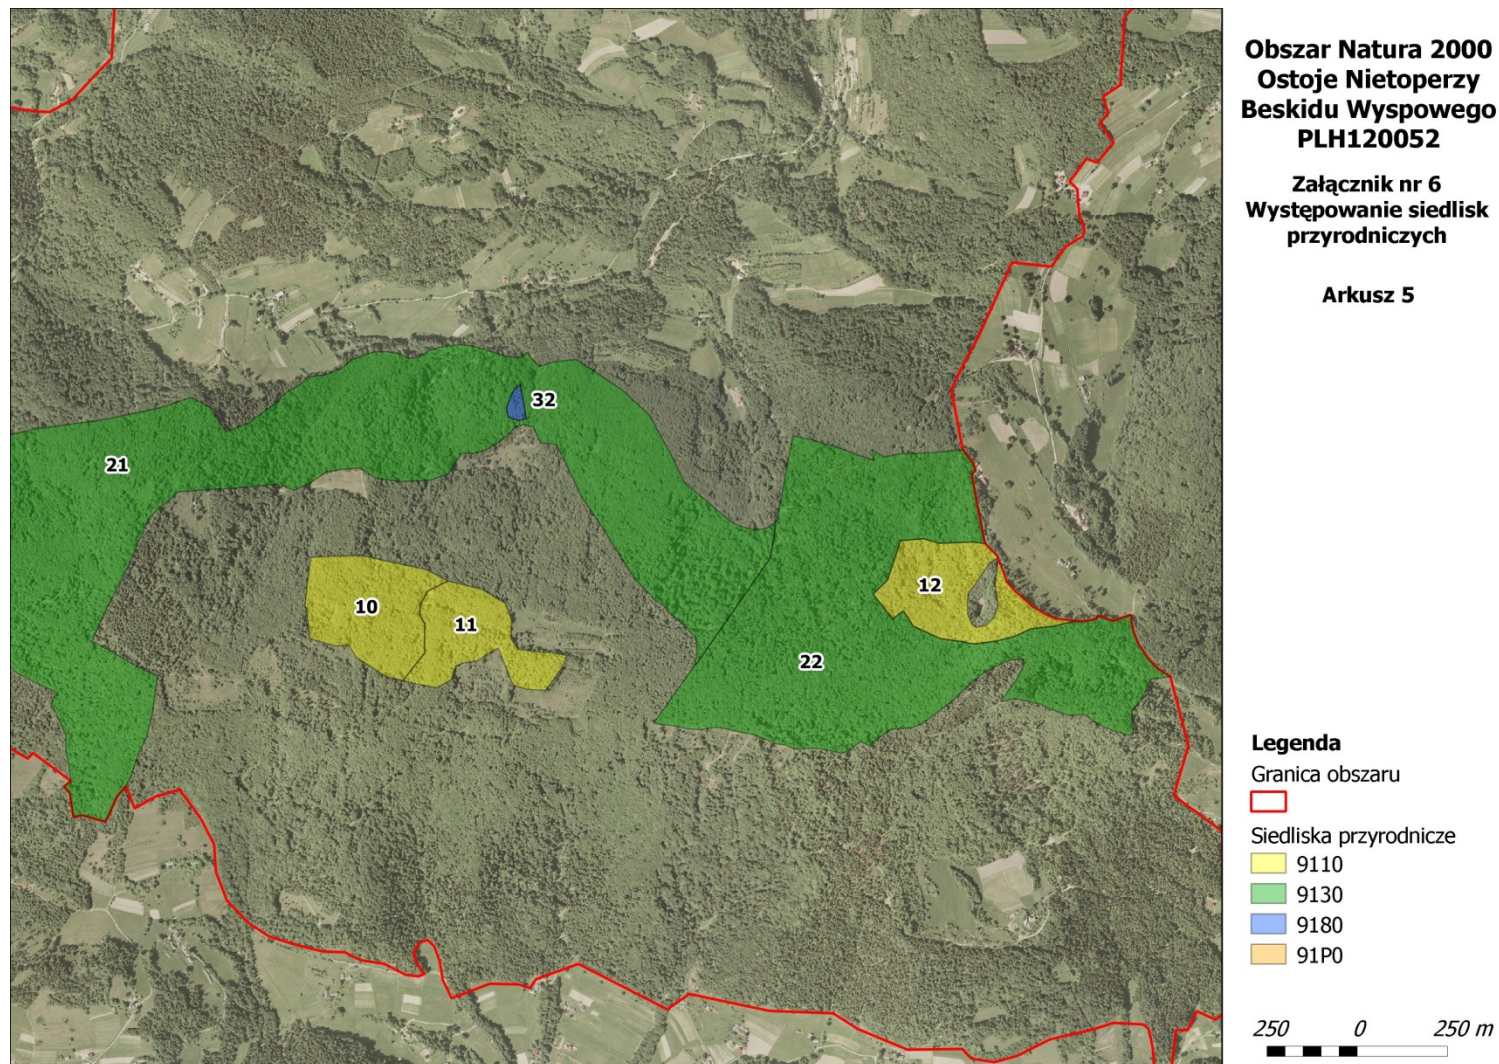 Obszar Natura 2000
Ostoje Nietoperzy
Beskidu Wyspowego
PLH120052
Załącznik nr 6
Występowanie siedlisk
przyrodniczych
Arkusz 5
32
21
12
10
11
22
Legenda
Granica obszaru
Siedliska przyrodnicze
9110
9130
9180
91P0
250 0 250 m